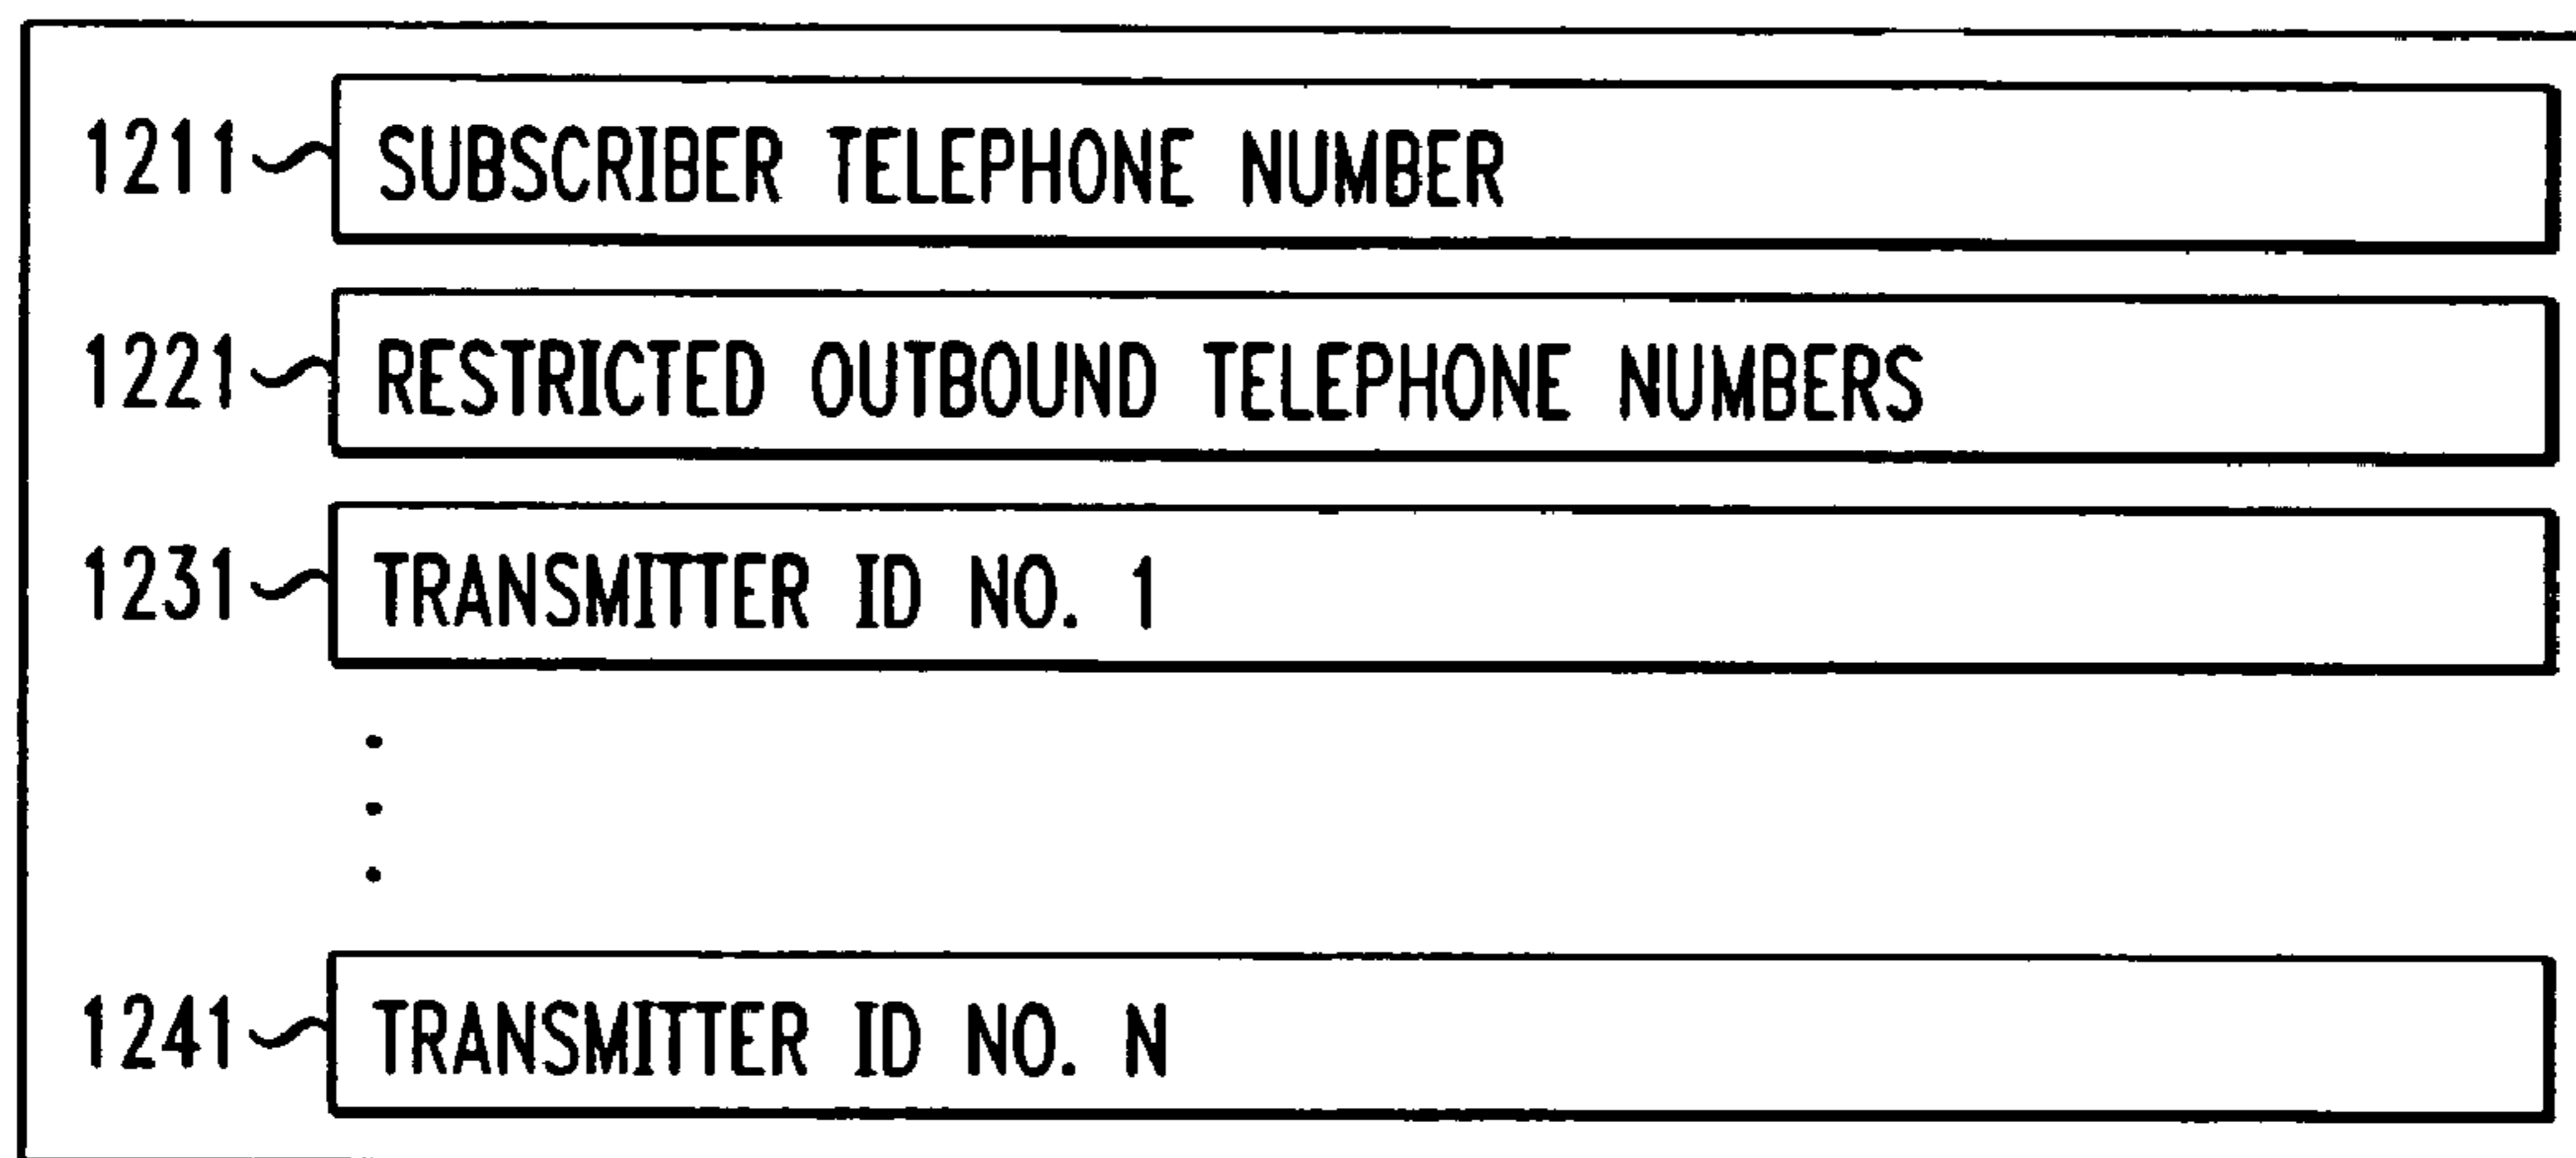 1211 SUBSCRIBER TELEPHONE NUMBER
1221 RESTRICTED OUTBOUND TELEPHONE NUMBERS
1231 TRANSMITTER ID NO. 1
1241 TRANSMITTER ID NO. N